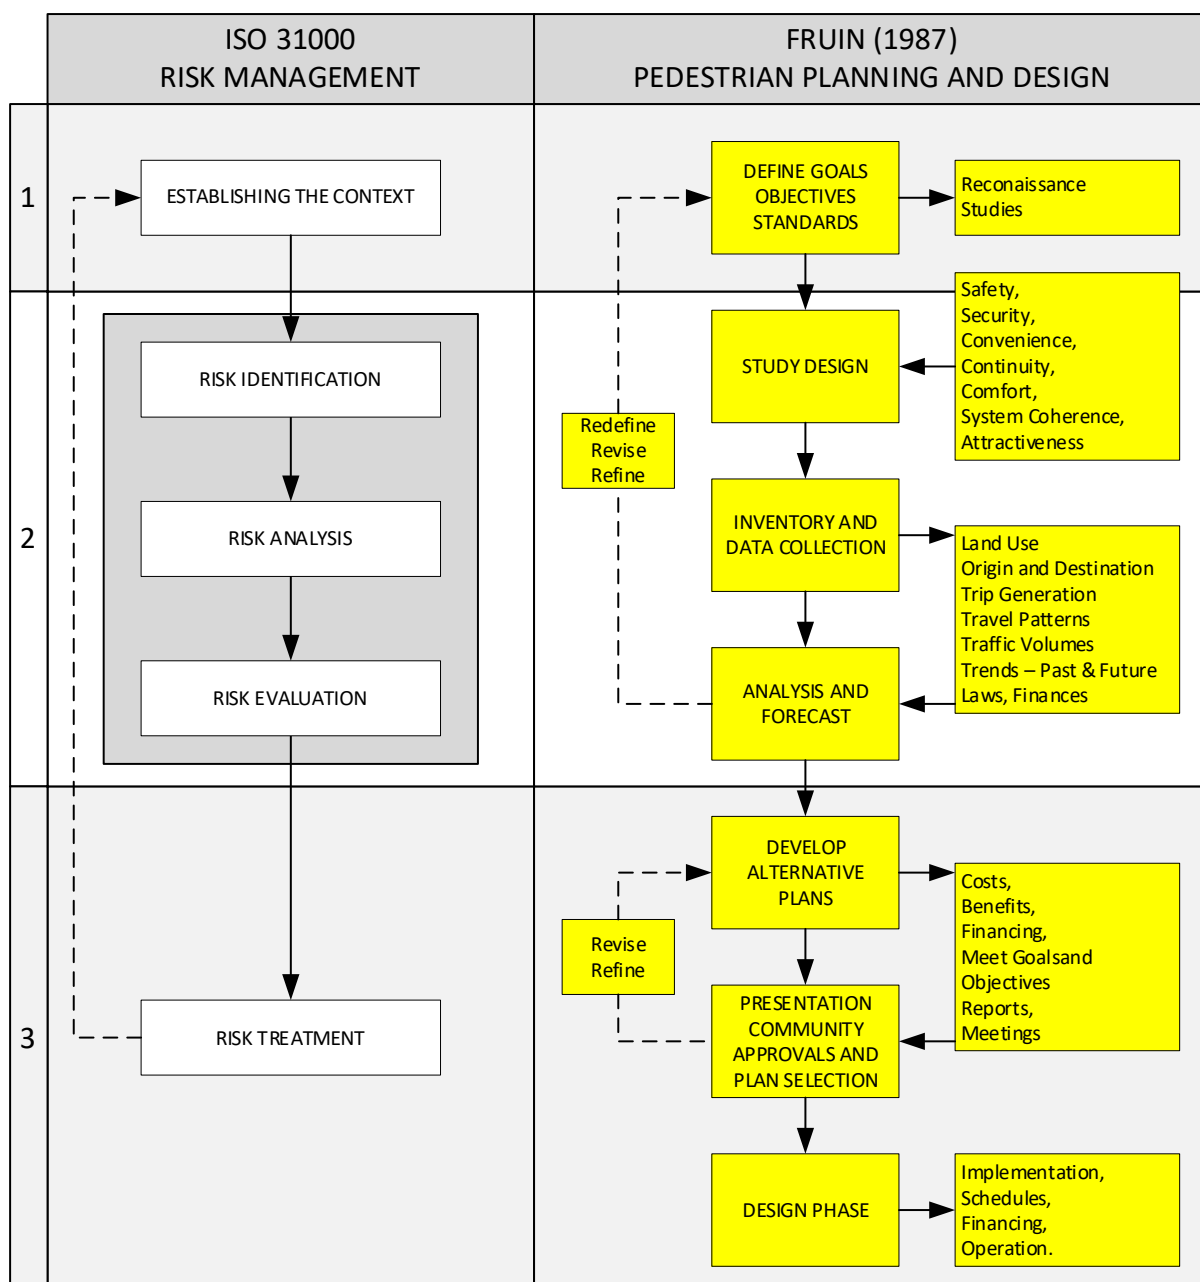 ISO 31000
RISK MANAGEMENT
FRUIN (1987)
PEDESTRIAN PLANNING AND DESIGN
1
ESTABLISHING THE CONTEXT
DEFINE GOALS
OBJECTIVES
STANDARDS
Reconaissance
Studies
2
RISK IDENTIFICATION
RISK ANALYSIS
RISK EVALUATION
STUDY DESIGN
Safety,
Security,
Convenience,
Continuity,
Comfort,
System Coherence,
Attractiveness
Redefine
Revise
Refine
INVENTORY AND
DATA COLLECTION
Land Use
Origin and Destination
Trip Generation
Travel Patterns
Traffic Volumes
Trends – Past & Future
Laws, Finances
ANALYSIS AND
FORECAST
3
RISK TREATMENT
DEVELOP
ALTERNATIVE
PLANS
Costs,
Benefits,
Financing,
Meet Goalsand
Objectives
Reports,
Meetings
Revise
Refine
PRESENTATION
COMMUNITY
APPROVALS AND
PLAN SELECTION
DESIGN PHASE
Implementation,
Schedules,
Financing,
Operation.